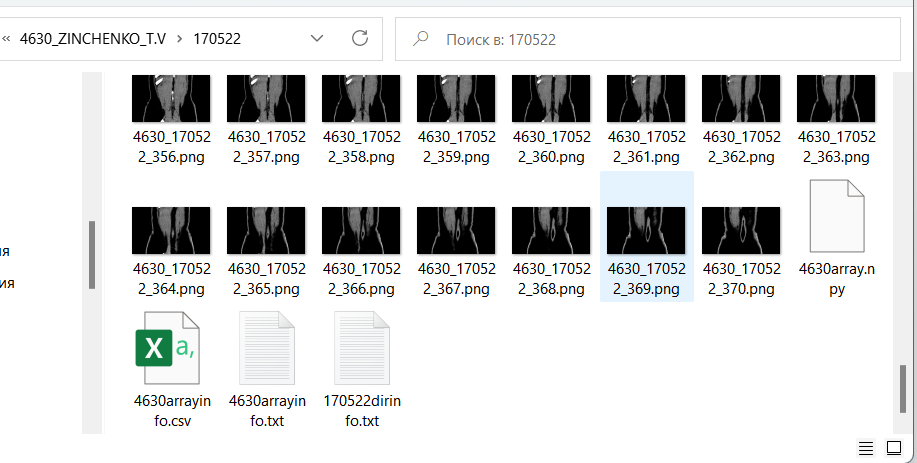 « 4630_ZINCHENKO_T.V > 170522
Поиск в: 170522
4630_17052
2_356.png
4630_17052
2_357.png
4630_17052
2_358.png
4630_17052
2_359.png
4630_17052
2_360.png
4630_17052
2_361.png
4630_17052
2_362.png
4630_17052
2_363.png
4630_17052
2_364.png
4630_17052
2_365.png
4630_17052
2_366.png
4630_17052
2_367.png
4630_17052
2_368.png
4630_17052
2_369.png
4630_17052
2_370.png
4630array.n
py
ия
ия
X a,
4630arrayin
fo.csv
4630arrayin
fo.txt
170522dirin
fo.txt